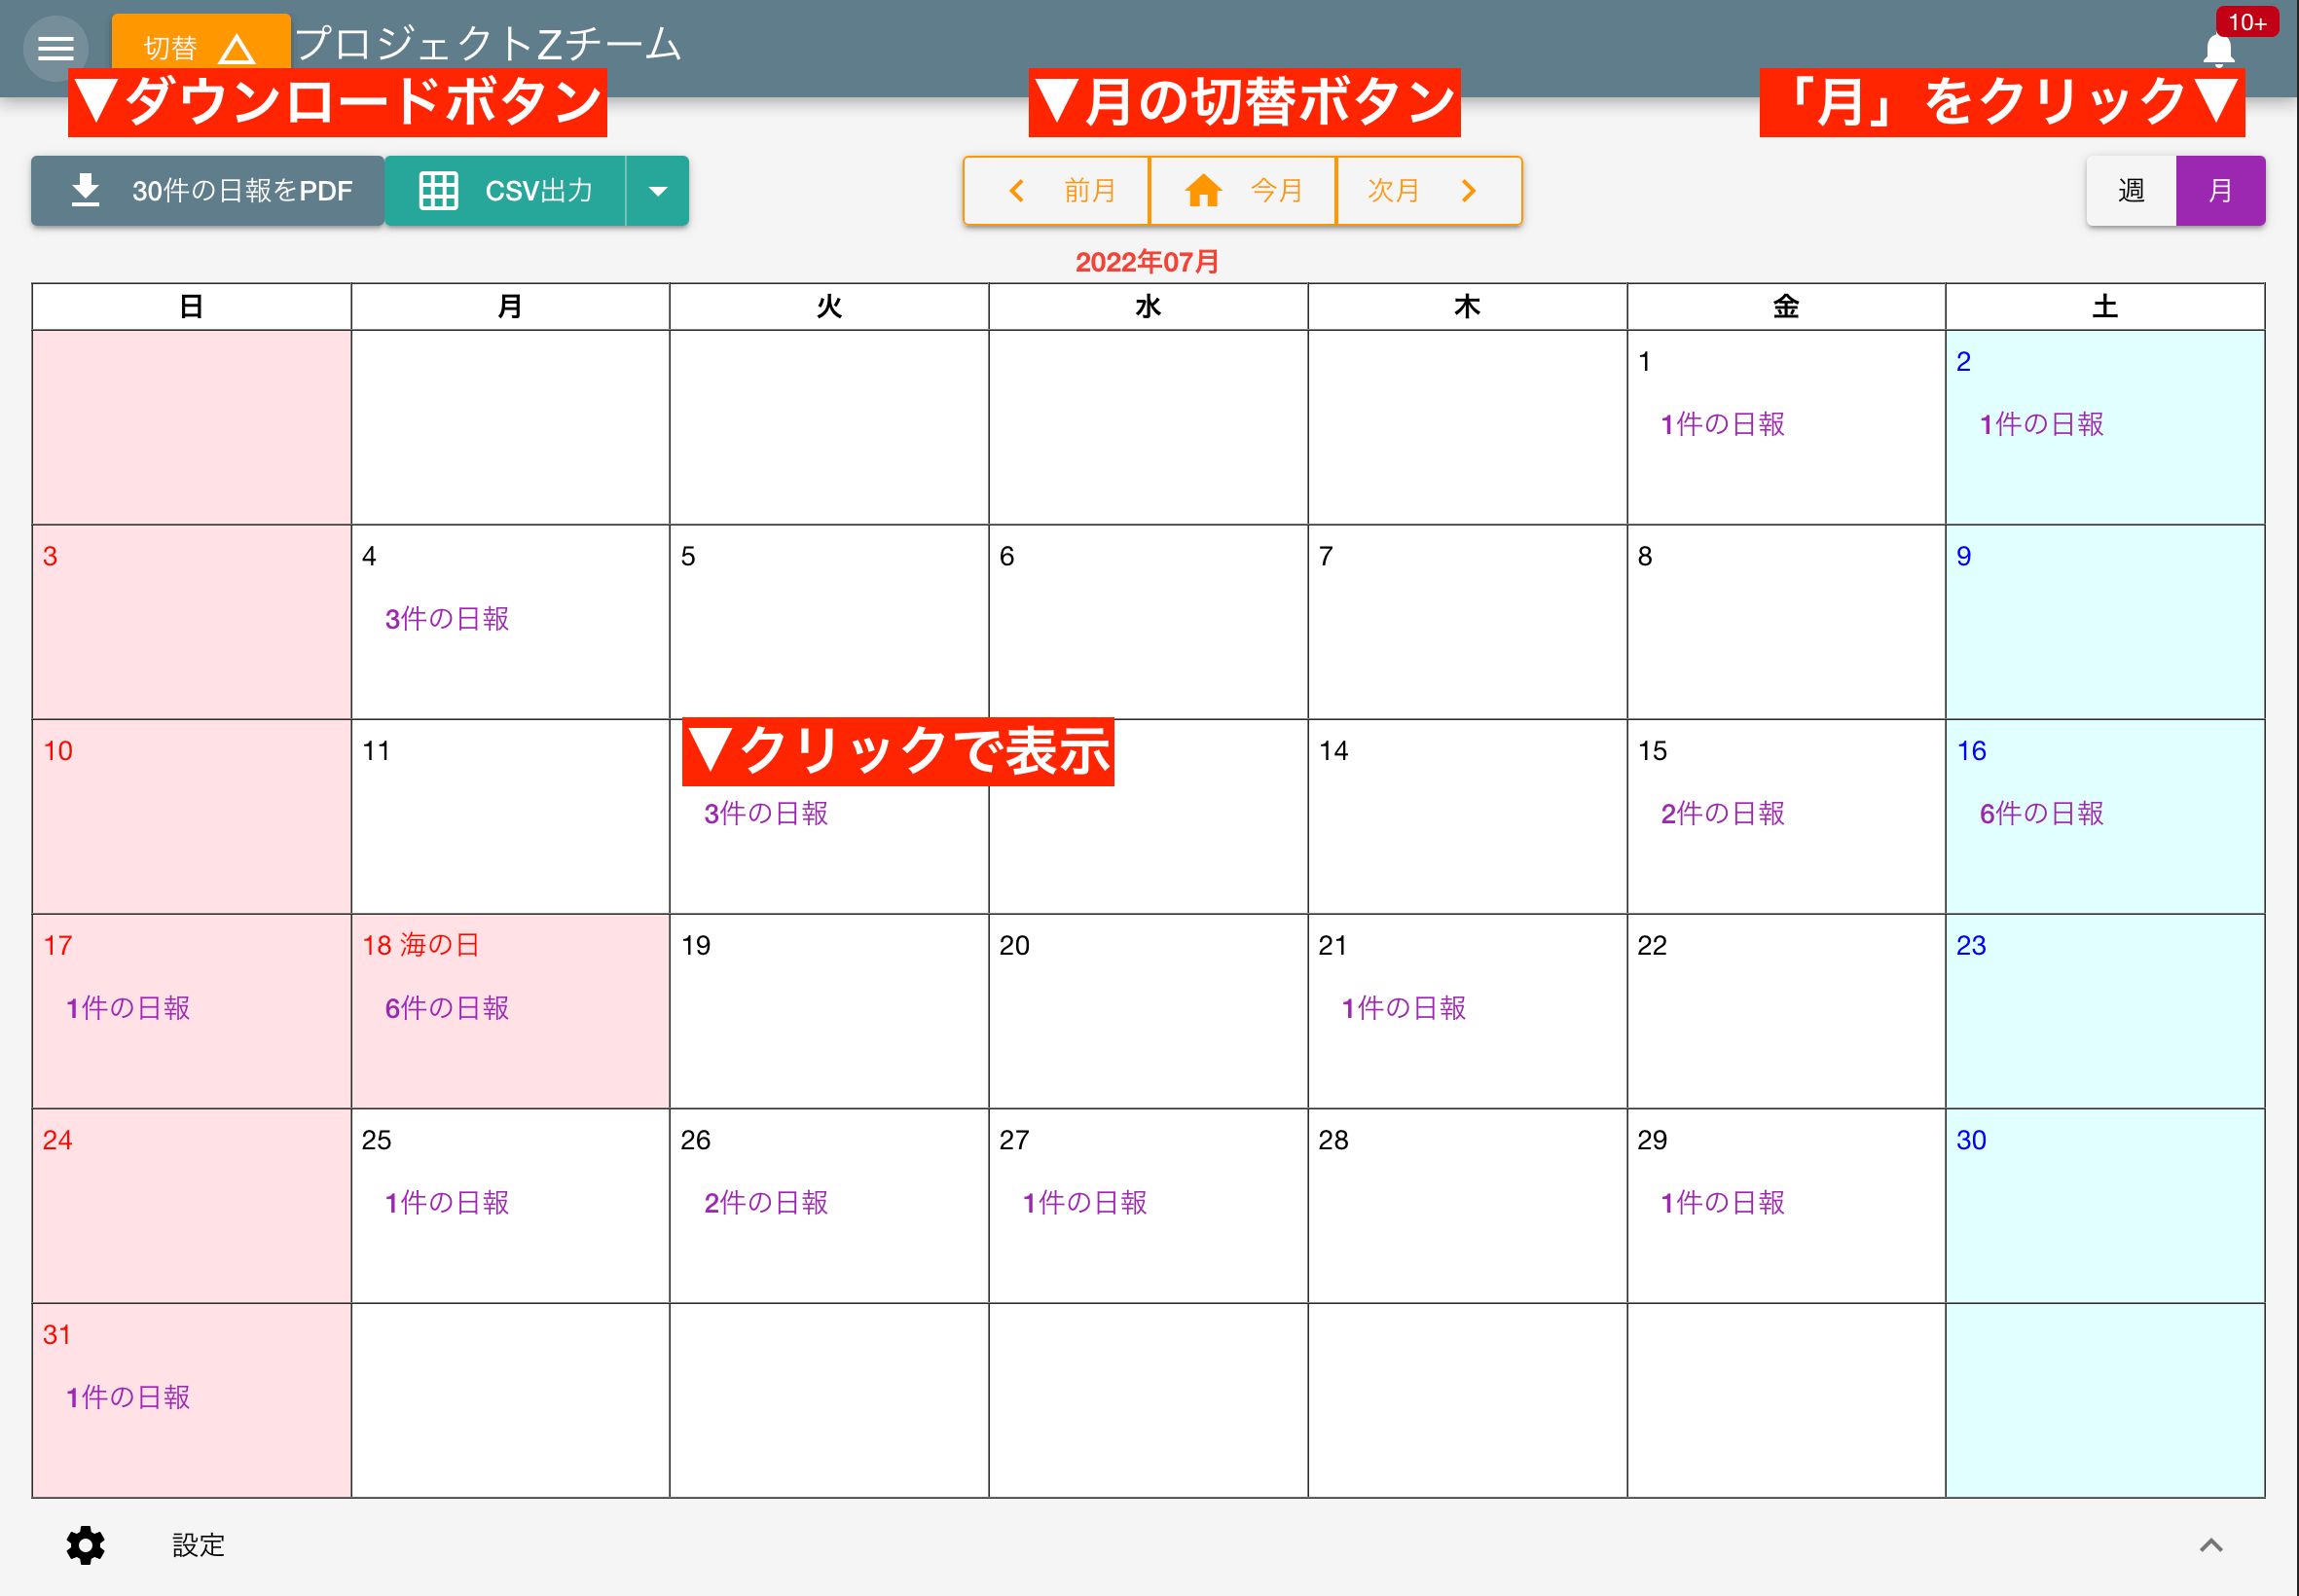 切替 プロジェクトZチーム 10+
▼ダウンロードボタン ▼月の切替ボタン 「月」をクリック▼
30件の日報をPDF CSV出力 前月 今月 次月 週 月
2022年07月
日 月 火 水 木 金 土
1 2
1件の日報 1件の日報
3 4 5 6 7 8 9
3件の日報
10 11 ▼クリックで表示 14 15 16
3件の日報 2件の日報 6件の日報
17 18 海の日 19 20 21 22 23
1件の日報 6件の日報 1件の日報
24 25 26 27 28 29 30
1件の日報 2件の日報 1件の日報 1件の日報
31
1件の日報
設定